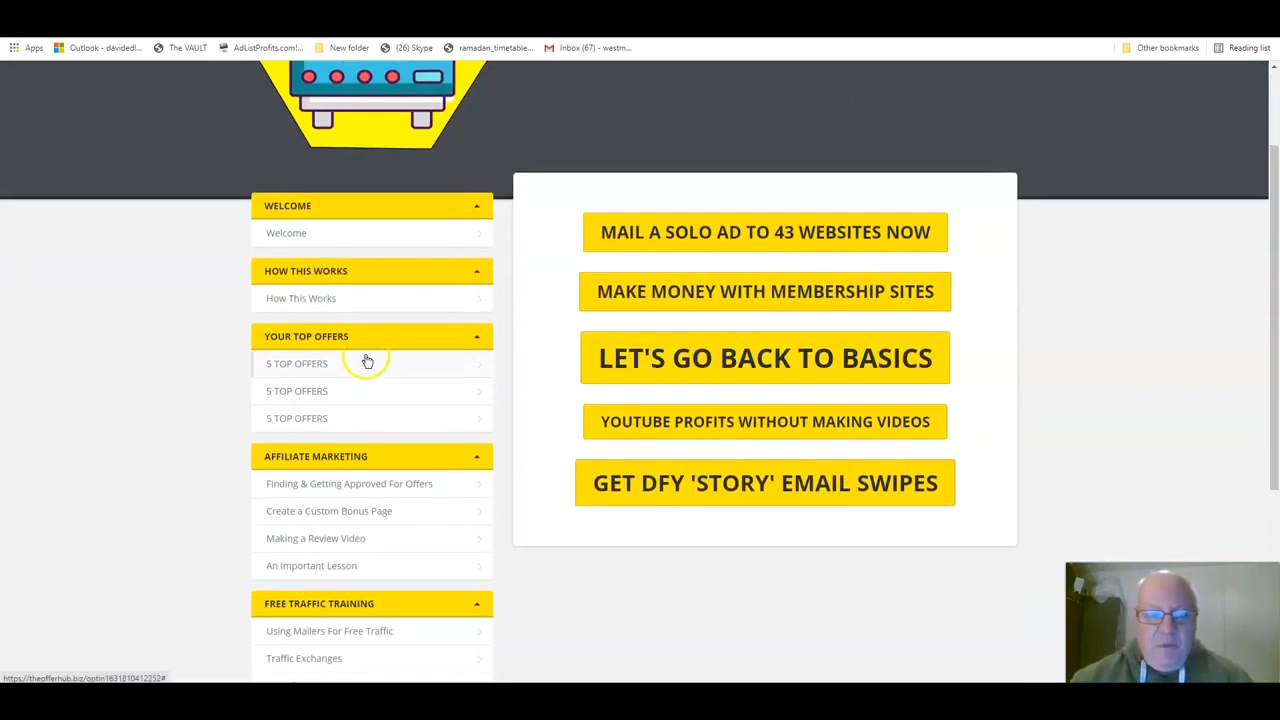 Apps
Outlook - davidedl...
The VAULT
AdListProfits.com!...
New folder
(26) Skype
ramadan_timetable...
Inbox (67) - westm...
Other bookmarks
Reading list
WELCOME
Welcome
HOW THIS WORKS
How This Works
YOUR TOP OFFERS
5 TOP OFFERS
5 TOP OFFERS
5 TOP OFFERS
AFFILIATE MARKETING
Finding & Getting Approved For Offers
Create a Custom Bonus Page
Making a Review Video
An Important Lesson
FREE TRAFFIC TRAINING
Using Mailers For Free Traffic
Traffic Exchanges
MAIL A SOLO AD TO 43 WEBSITES NOW
MAKE MONEY WITH MEMBERSHIP SITES
LET'S GO BACK TO BASICS
YOUTUBE PROFITS WITHOUT MAKING VIDEOS
GET DFY 'STORY' EMAIL SWIPES
https://theofferhub.biz/optin1631810412252#